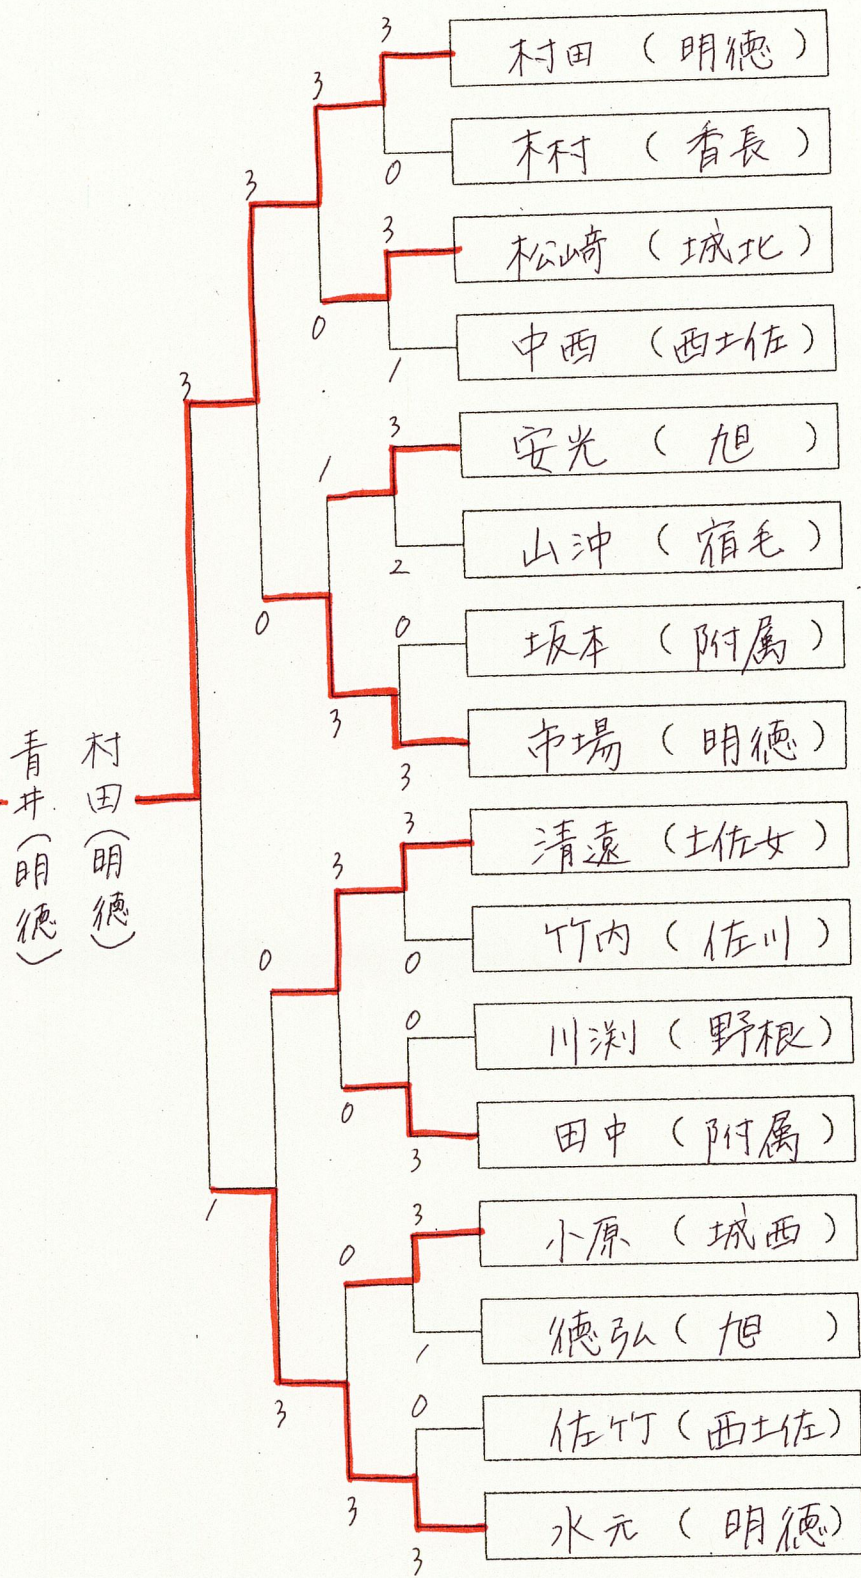 3
村田 (明徳)
3
木村 (香長)
0
3
3
松﨑 (城北)
0
中西 (西土佐)
1
3
3
安光 (旭)
1
山沖 (宿毛)
2
0
0
坂本 (附属)
3
市場 (明徳)
3
村田(明徳)
青井(明徳)
3
清遠 (土佐女)
3
竹内 (佐川)
0
0
0
川渕 (野根)
0
田中 (附属)
3
1
3
小原 (城西)
0
徳弘 (旭)
1
3
0
佐竹 (西土佐)
3
水元 (明徳)
3